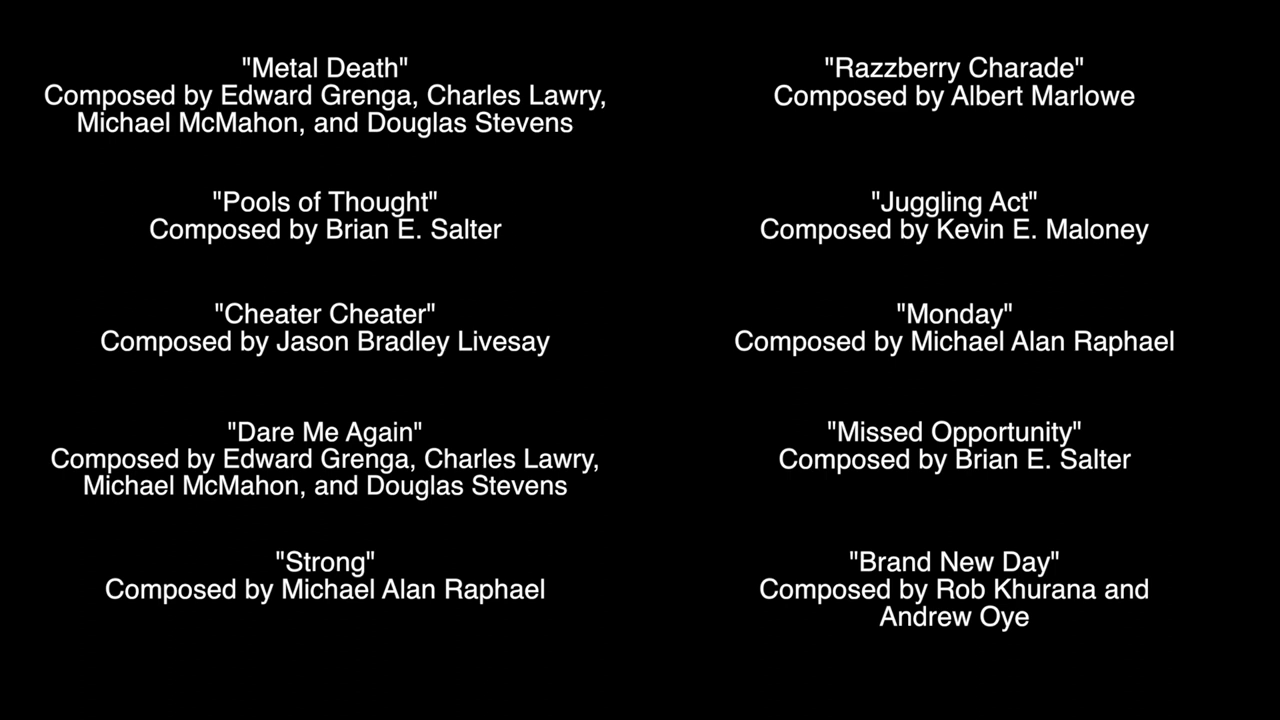 "Metal Death"
Composed by Edward Grenga, Charles Lawry,
Michael McMahon, and Douglas Stevens
"Pools of Thought"
Composed by Brian E. Salter
"Cheater Cheater"
Composed by Jason Bradley Livesay
"Dare Me Again"
Composed by Edward Grenga, Charles Lawry,
Michael McMahon, and Douglas Stevens
"Strong"
Composed by Michael Alan Raphael
"Razzberry Charade"
Composed by Albert Marlowe
"Juggling Act"
Composed by Kevin E. Maloney
"Monday"
Composed by Michael Alan Raphael
"Missed Opportunity"
Composed by Brian E. Salter
"Brand New Day"
Composed by Rob Khurana and
Andrew Oye